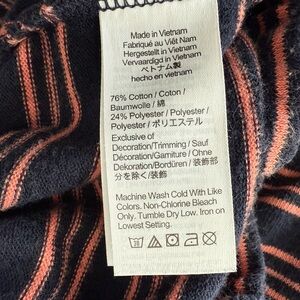 Made in Vietnam
Fabriqué au Viêt Nam
Hergestellt in Vietnam
Vervaardigd in Vietnam
ベトナム製
hecho en vietnam
76% Cotton / Coton /
Baumwolle / 綿
24% Polyester / Polyester /
Polyester / ポリエステル
Exclusive of
Decoration/Trimming / Sauf
Décoration/Garniture / Ohne
Dekoration/Bordüren / 装飾部
分を除く/装飾
Machine Wash Cold With Like
Colors. Non-Chlorine Bleach
Only. Tumble Dry Low. Iron on
Lowest Setting.